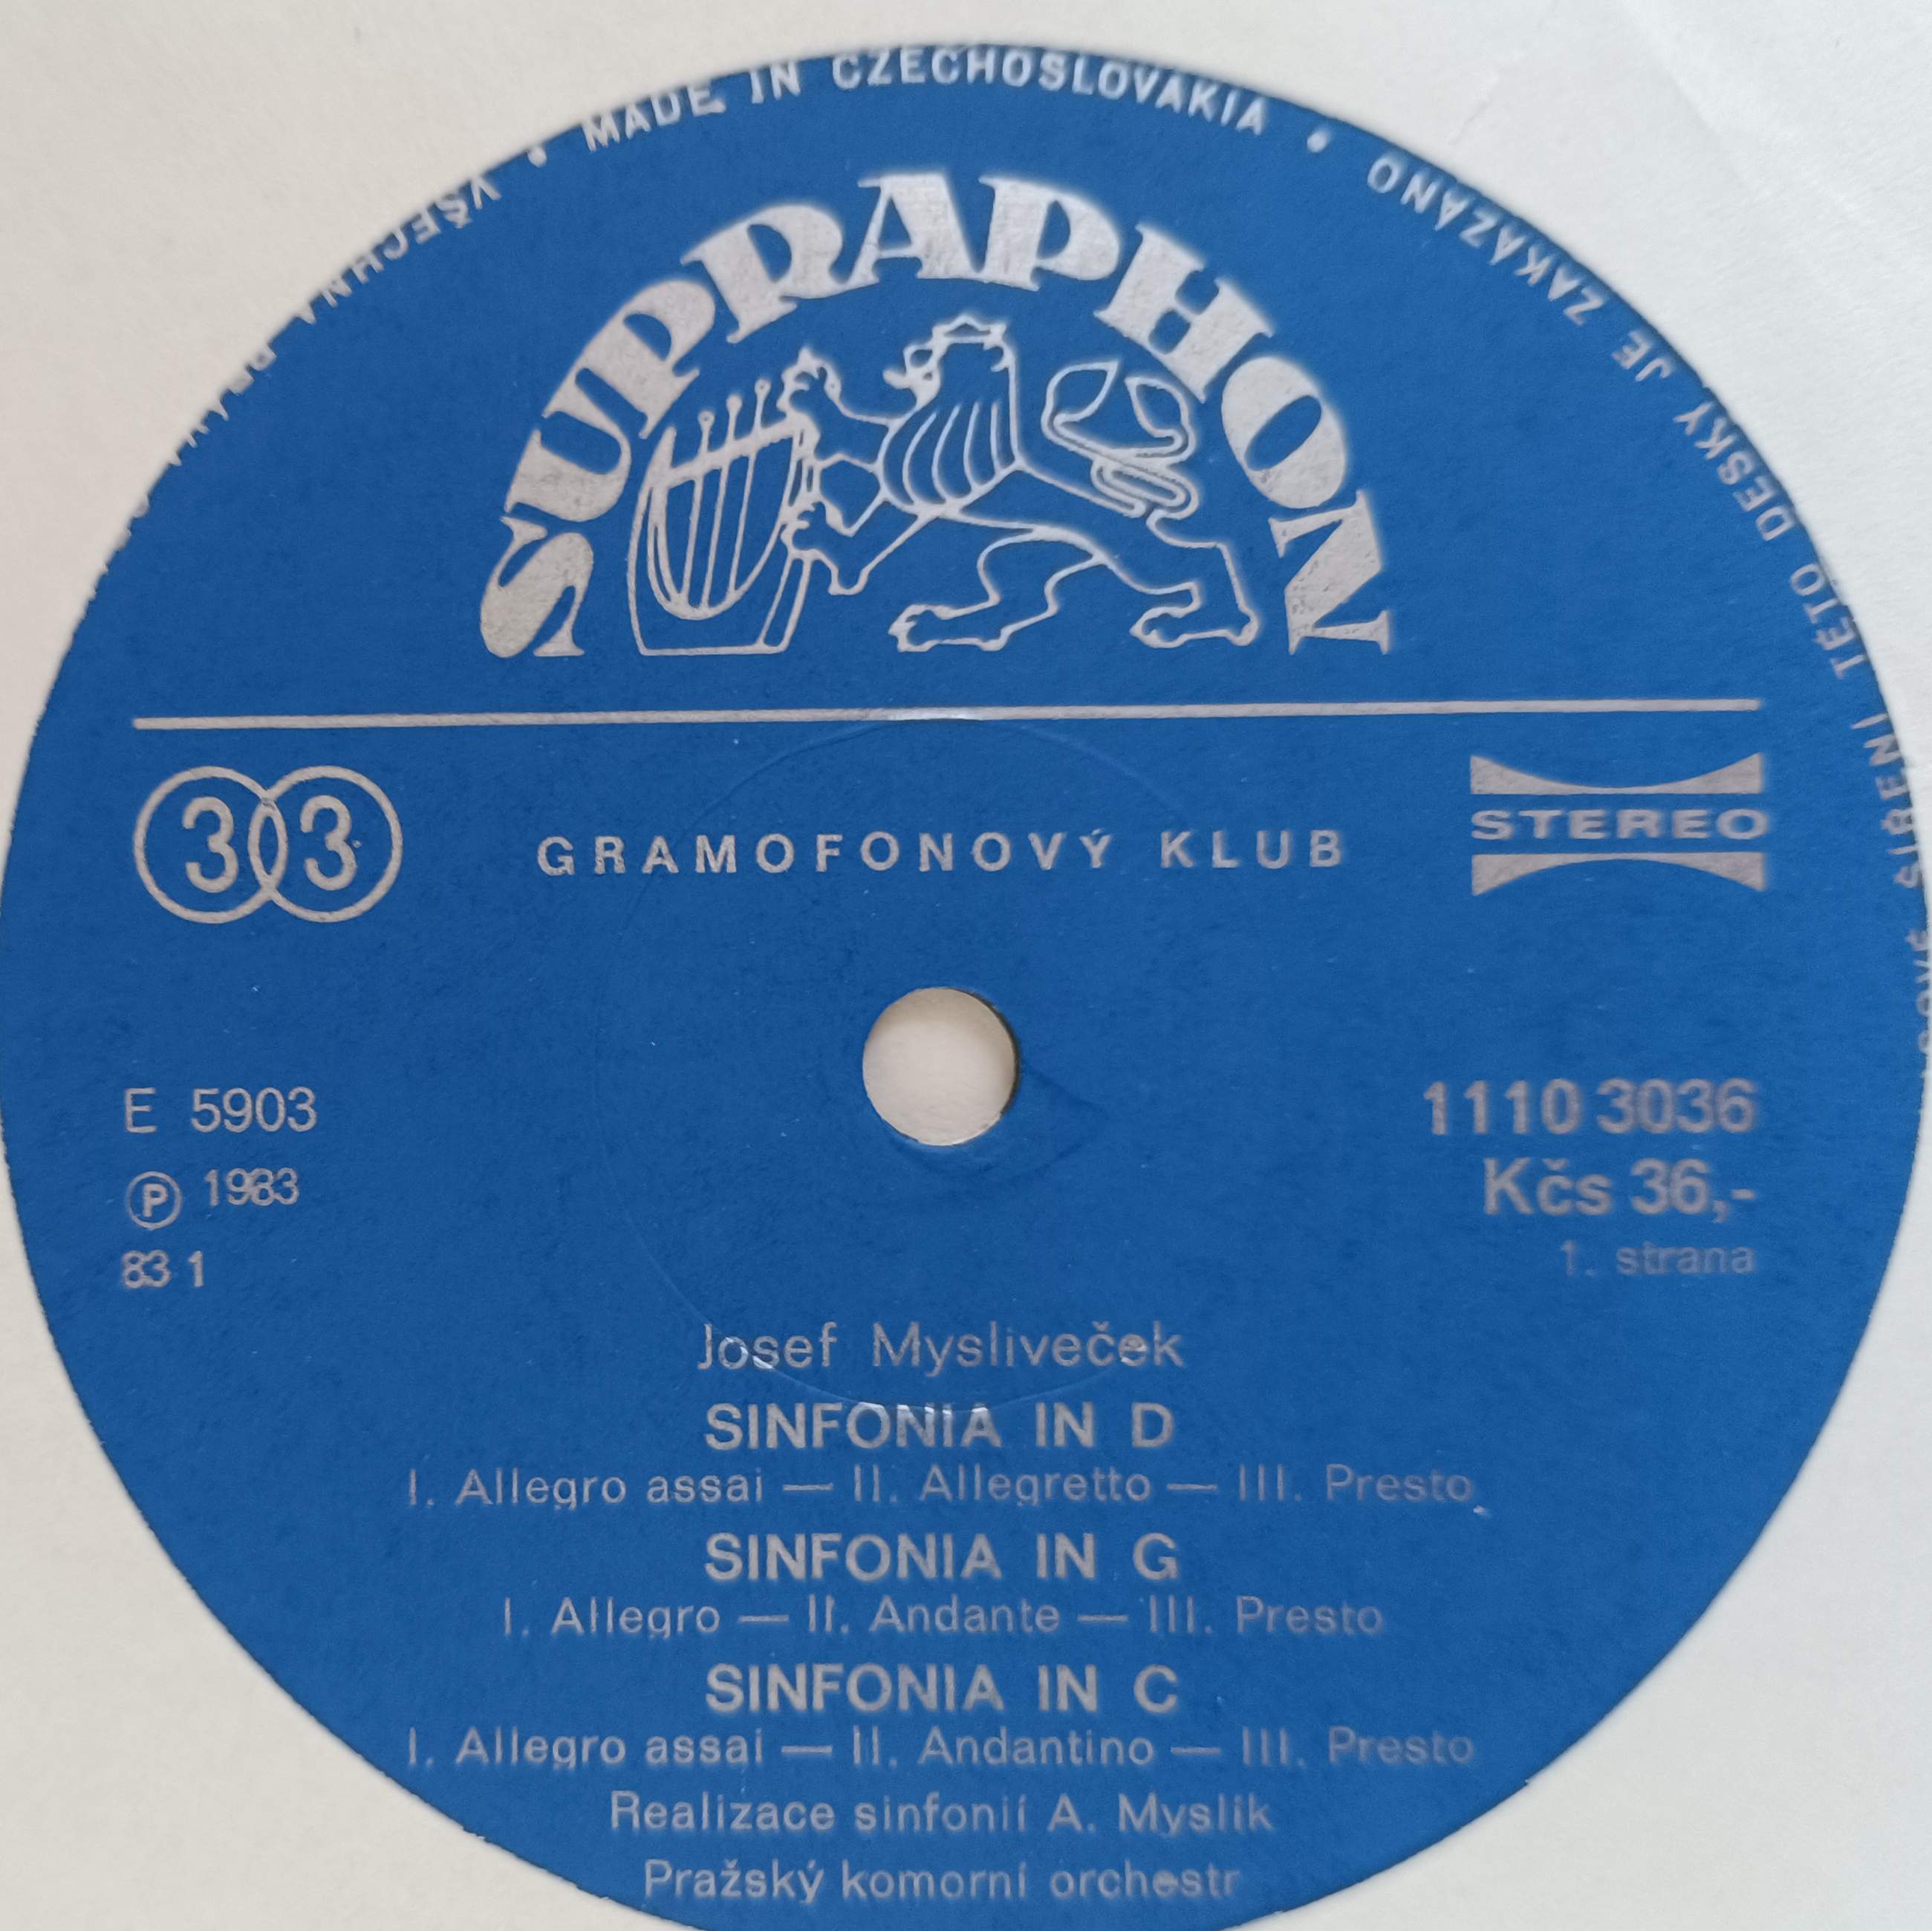 VŠECHNA • MADE IN CZECHOSLOVAKIA • ŠÍŘENÍ TÉTO DESKY JE ZAKÁZÁNO
SUPRAPHON
33
GRAMOFONOVÝ KLUB
STEREO
E 5903
1110 3036
Ⓟ 1983
Kčs 36,-
83 1
1. strana
Josef Mysliveček
SINFONIA IN D
I. Allegro assai — II. Allegretto — III. Presto
SINFONIA IN G
I. Allegro — II. Andante — III. Presto
SINFONIA IN C
I. Allegro assai — II. Andantino — III. Presto
Realizace sinfonií A. Myslík
Pražský komorní orchestr